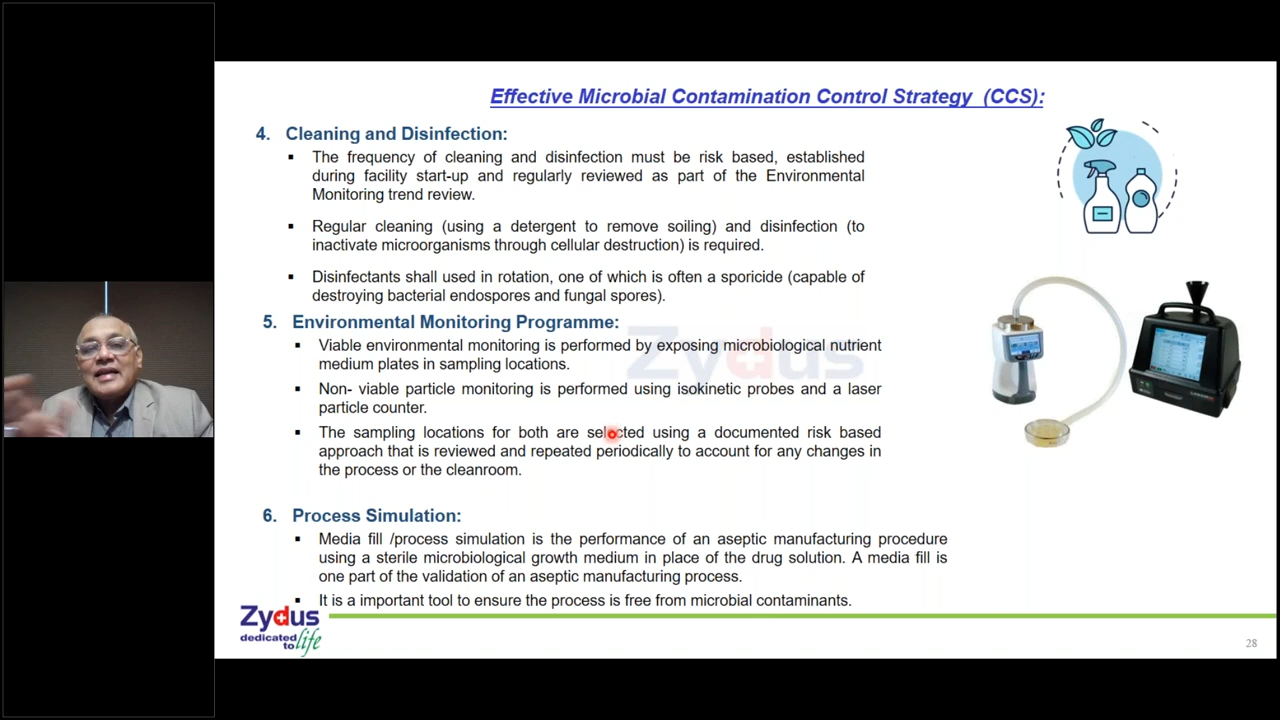 Effective Microbial Contamination Control Strategy (CCS):
4. Cleaning and Disinfection:
▪ The frequency of cleaning and disinfection must be risk based, established
during facility start-up and regularly reviewed as part of the Environmental
Monitoring trend review.
▪ Regular cleaning (using a detergent to remove soiling) and disinfection (to
inactivate microorganisms through cellular destruction) is required.
▪ Disinfectants shall used in rotation, one of which is often a sporicide (capable of
destroying bacterial endospores and fungal spores).
5. Environmental Monitoring Programme:
▪ Viable environmental monitoring is performed by exposing microbiological nutrient
medium plates in sampling locations.
▪ Non- viable particle monitoring is performed using isokinetic probes and a laser
particle counter.
▪ The sampling locations for both are selected using a documented risk based
approach that is reviewed and repeated periodically to account for any changes in
the process or the cleanroom.
Zydus
6. Process Simulation:
▪ Media fill /process simulation is the performance of an aseptic manufacturing procedure
using a sterile microbiological growth medium in place of the drug solution. A media fill is
one part of the validation of an aseptic manufacturing process.
▪ It is a important tool to ensure the process is free from microbial contaminants.
Zydus
dedicated
to life
28